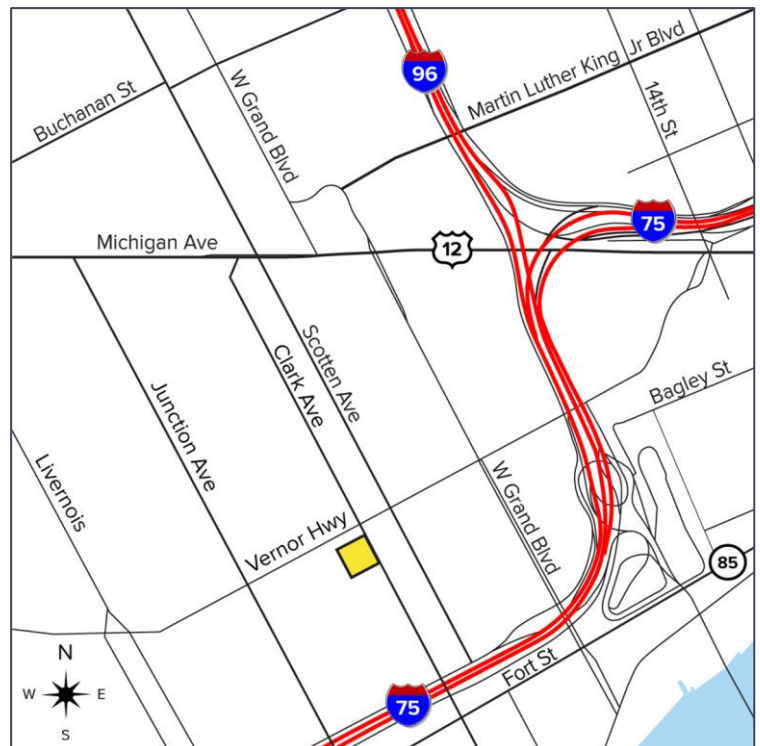 96
Martin Luther King Jr Blvd
Buchanan St
W Grand Blvd
14th St
75
Michigan Ave
12
Scotten Ave
Clark Ave
Junction Ave
Bagley St
Livernois
W Grand Blvd
Vernor Hwy
85
Fort St
N
W E
S
75